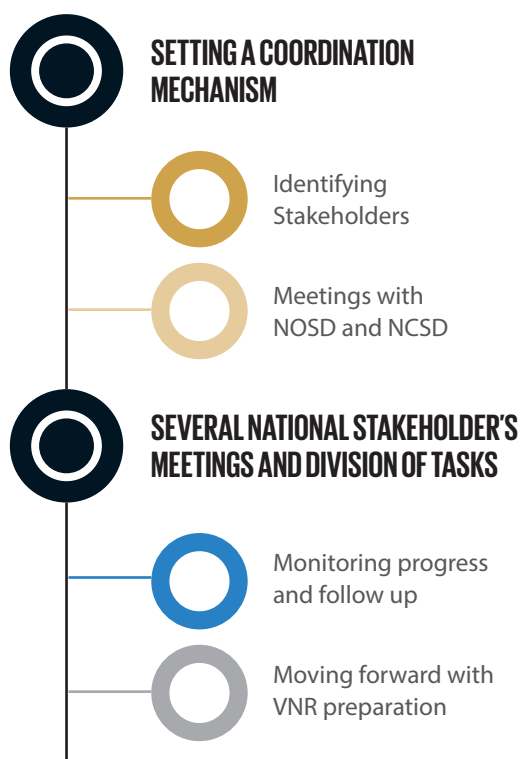 SETTING A COORDINATION
MECHANISM
Identifying
Stakeholders
Meetings with
NOSD and NCSD
SEVERAL NATIONAL STAKEHOLDER'S
MEETINGS AND DIVISION OF TASKS
Monitoring progress
and follow up
Moving forward with
VNR preparation